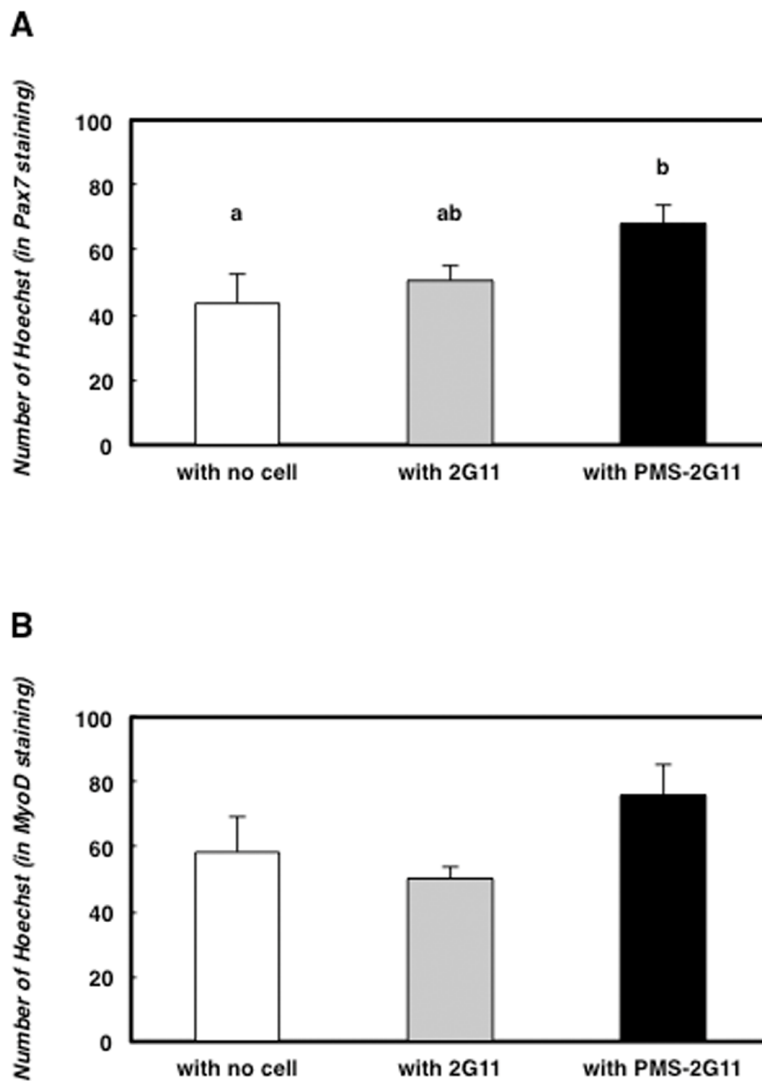 A
Number of Hoechst (in Pax7 staining)
100
80
60
40
20
0
a
ab
b
with no cell
with 2G11
with PMS-2G11
B
Number of Hoechst (in MyoD staining)
100
80
60
40
20
0
with no cell
with 2G11
with PMS-2G11